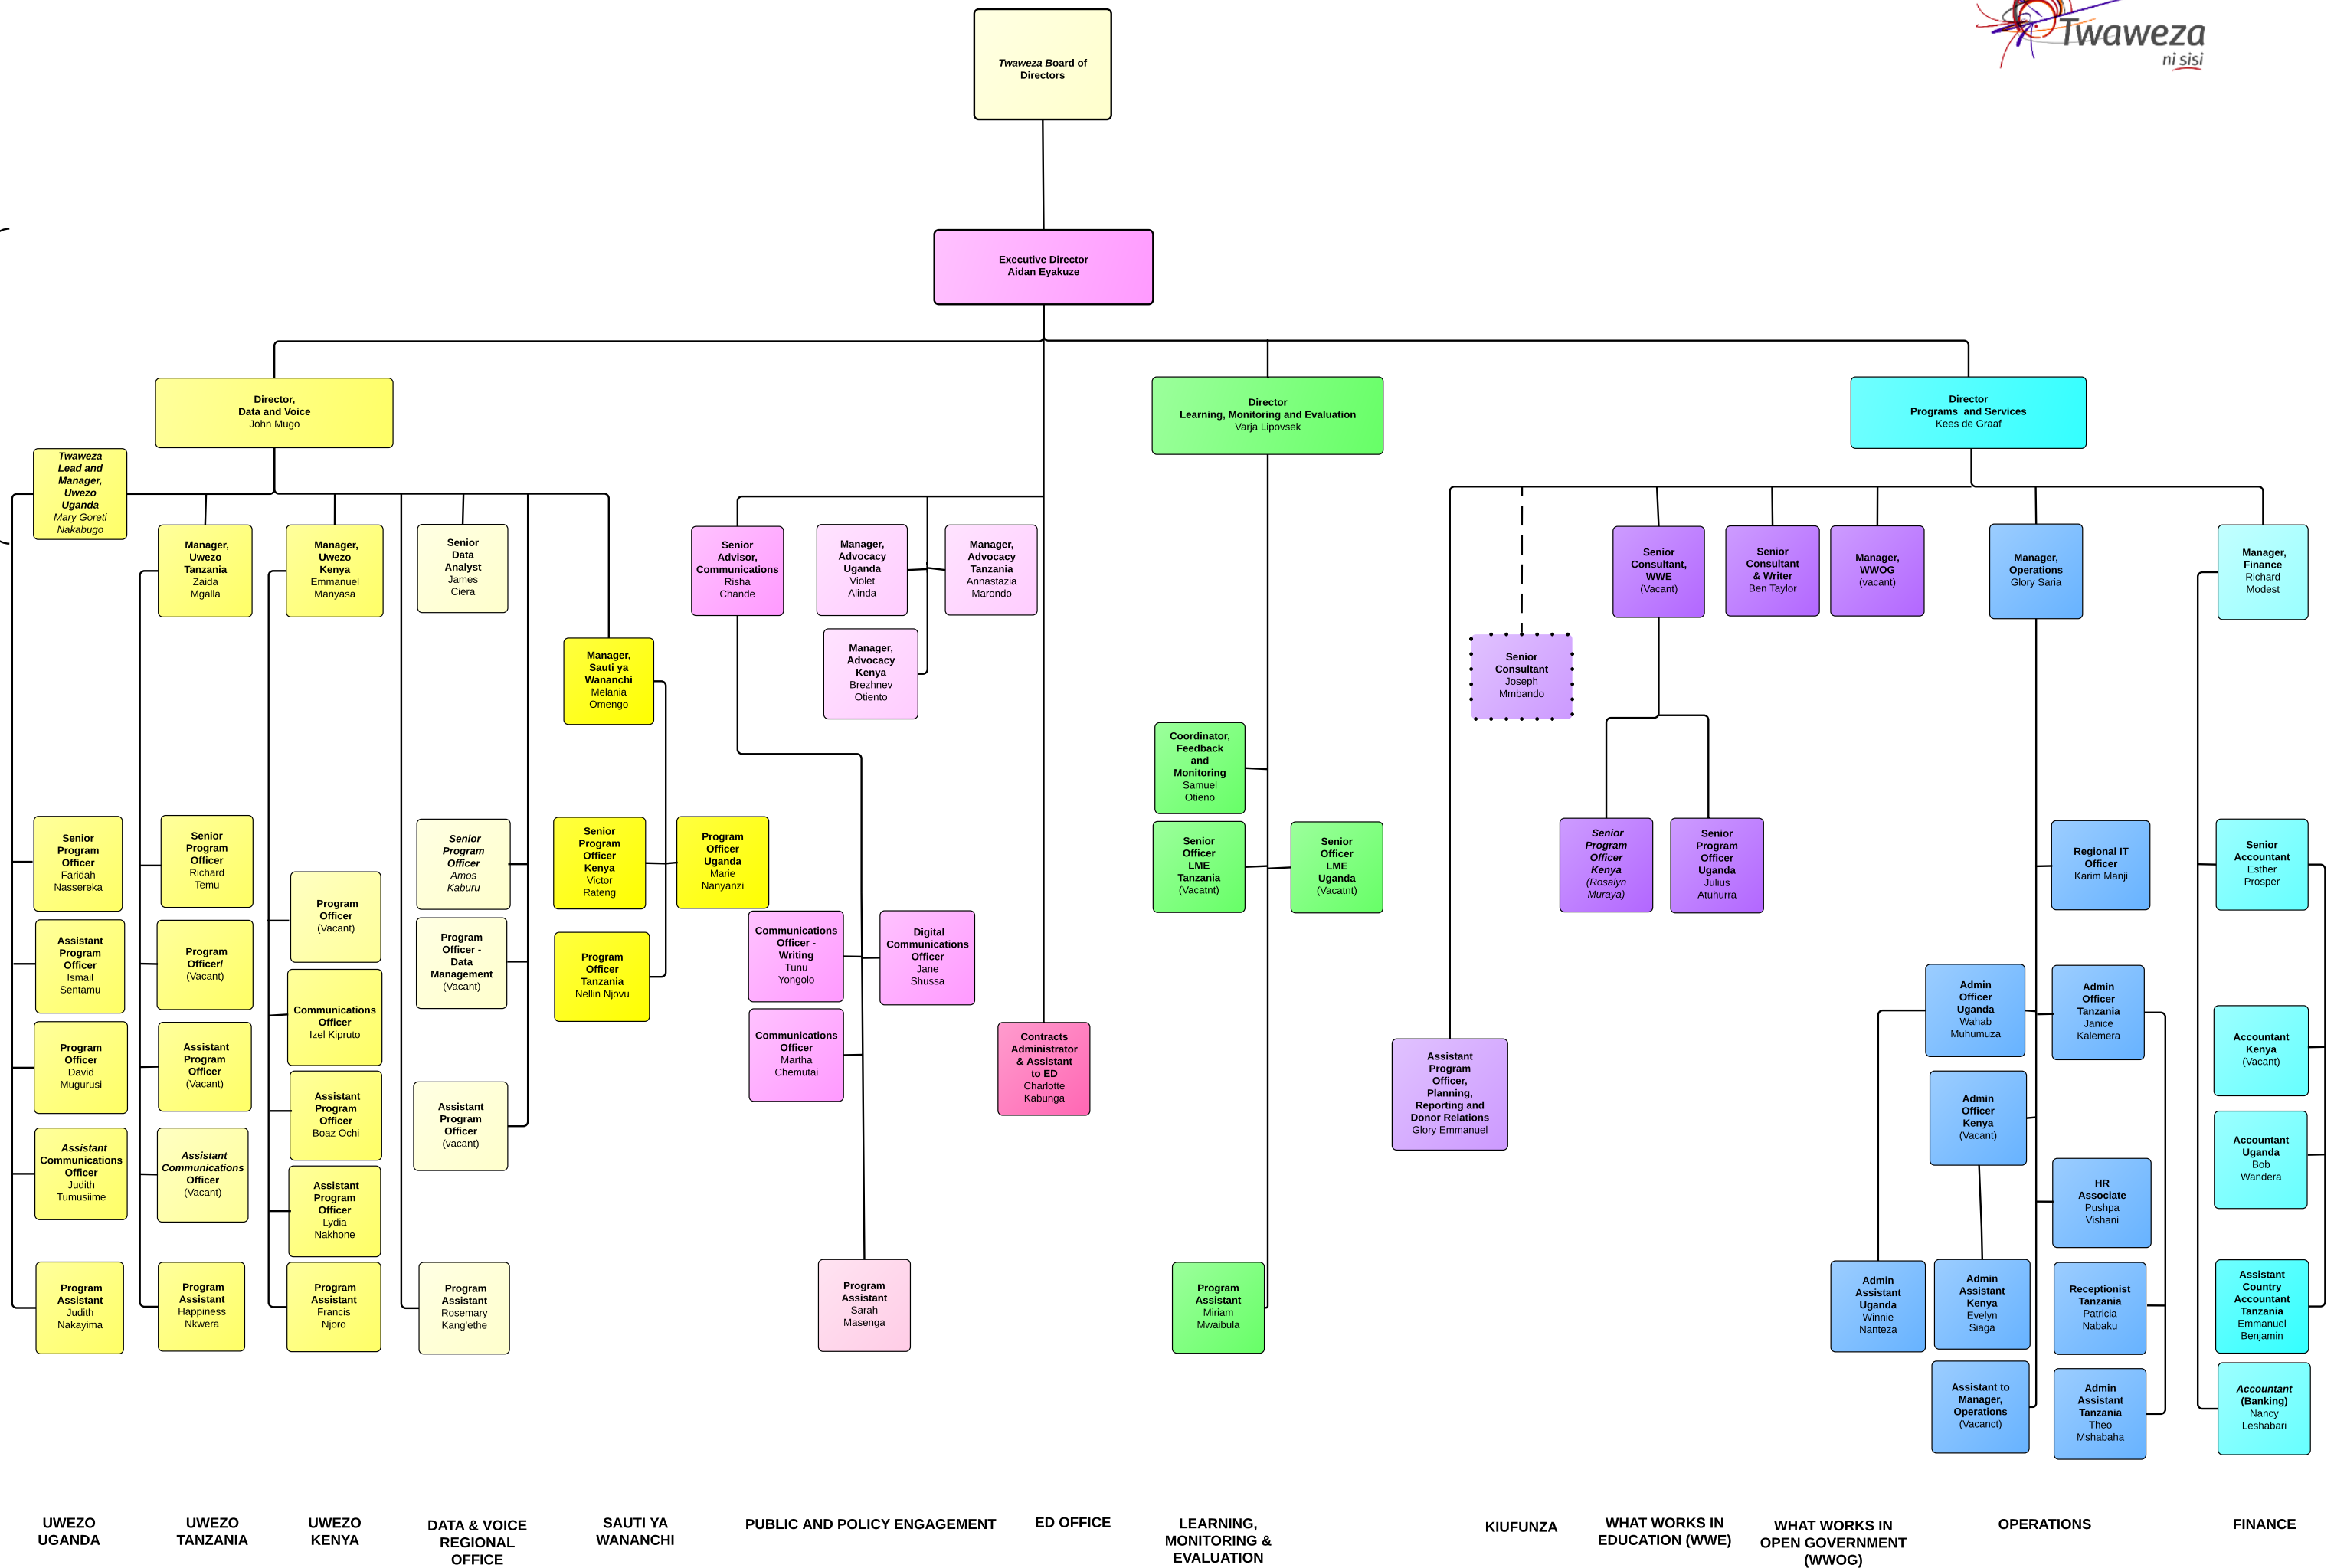 Twaweza
ni sisi
Twaweza Board of
Directors
Executive Director
Aidan Eyakuze
Director,
Data and Voice
John Mugo
Director
Learning, Monitoring and Evaluation
Varja Lipovsek
Director
Programs and Services
Kees de Graaf
Twaweza
Lead and
Manager,
Uwezo
Uganda
Mary Goreti
Nakabugo
Manager,
Uwezo
Tanzania
Zaida
Mgalla
Manager,
Uwezo
Kenya
Emmanuel
Manyasa
Senior
Data
Analyst
James
Ciera
Senior
Advisor,
Communications
Risha
Chande
Manager,
Advocacy
Uganda
Violet
Alinda
Manager,
Advocacy
Tanzania
Annastazia
Marondo
Senior
Consultant,
WWE
(Vacant)
Senior
Consultant
& Writer
Ben Taylor
Manager,
WWOG
(vacant)
Manager,
Operations
Glory Saria
Manager,
Finance
Richard
Modest
Manager,
Sauti ya
Wananchi
Melania
Omengo
Manager,
Advocacy
Kenya
Brezhnev
Otiento
Senior
Consultant
Joseph
Mmbando
Coordinator,
Feedback
and
Monitoring
Samuel
Otieno
Senior
Program
Officer
Faridah
Nassereka
Senior
Program
Officer
Richard
Temu
Program
Officer
(Vacant)
Senior
Program
Officer
Amos
Kaburu
Senior
Program
Officer
Kenya
Victor
Rateng
Program
Officer
Uganda
Marie
Nanyanzi
Senior
Officer
LME
Tanzania
(Vacatnt)
Senior
Officer
LME
Uganda
(Vacatnt)
Senior
Program
Officer
Kenya
(Rosalyn
Muraya)
Senior
Program
Officer
Uganda
Julius
Atuhurra
Regional IT
Officer
Karim Manji
Senior
Accountant
Esther
Prosper
Assistant
Program
Officer
Ismail
Sentamu
Program
Officer/
(Vacant)
Communications
Officer
Izel Kipruto
Program
Officer -
Data
Management
(Vacant)
Program
Officer
Tanzania
Nellin Njovu
Communications
Officer -
Writing
Tunu
Yongolo
Digital
Communications
Officer
Jane
Shussa
Admin
Officer
Uganda
Wahab
Muhumuza
Admin
Officer
Tanzania
Janice
Kalemera
Accountant
Kenya
(Vacant)
Program
Officer
David
Mugurusi
Assistant
Program
Officer
(Vacant)
Assistant
Program
Officer
Boaz Ochi
Assistant
Program
Officer
(vacant)
Communications
Officer
Martha
Chemutai
Contracts
Administrator
& Assistant
to ED
Charlotte
Kabunga
Assistant
Program
Officer,
Planning,
Reporting and
Donor Relations
Glory Emmanuel
Admin
Officer
Kenya
(Vacant)
Accountant
Uganda
Bob
Wandera
Assistant
Communications
Officer
Judith
Tumusiime
Assistant
Communications
Officer
(Vacant)
Assistant
Program
Officer
Lydia
Nakhone
HR
Associate
Pushpa
Vishani
Program
Assistant
Judith
Nakayima
Program
Assistant
Happiness
Nkwera
Program
Assistant
Francis
Njoro
Program
Assistant
Rosemary
Kang'ethe
Program
Assistant
Sarah
Masenga
Program
Assistant
Miriam
Mwaibula
Admin
Assistant
Uganda
Winnie
Nanteza
Admin
Assistant
Kenya
Evelyn
Siaga
Receptionist
Tanzania
Patricia
Nabaku
Assistant
Country
Accountant
Tanzania
Emmanuel
Benjamin
Assistant to
Manager,
Operations
(Vacanct)
Admin
Assistant
Tanzania
Theo
Mshabaha
Accountant
(Banking)
Nancy
Leshabari
UWEZO
UGANDA
UWEZO
TANZANIA
UWEZO
KENYA
DATA & VOICE
REGIONAL
OFFICE
SAUTI YA
WANANCHI
PUBLIC AND POLICY ENGAGEMENT
ED OFFICE
LEARNING,
MONITORING &
EVALUATION
KIUFUNZA
WHAT WORKS IN
EDUCATION (WWE)
WHAT WORKS IN
OPEN GOVERNMENT
(WWOG)
OPERATIONS
FINANCE